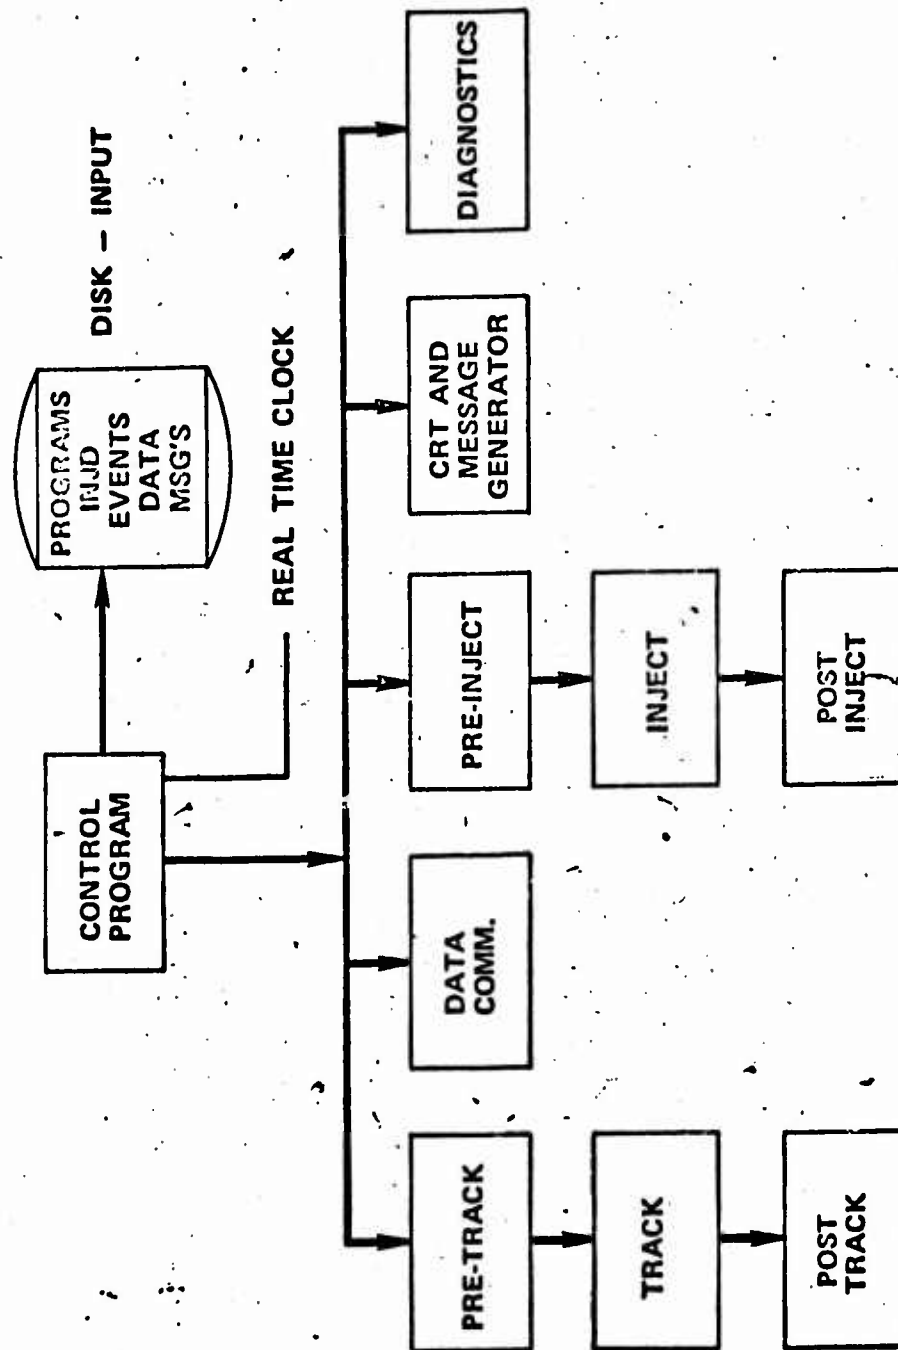 CONTROL
PROGRAM
PROGRAMS
INJD
EVENTS
DATA
MSG'S
DISK – INPUT
REAL TIME CLOCK
PRE-TRACK
DATA
COMM.
PRE-INJECT
CRT AND
MESSAGE
GENERATOR
DIAGNOSTICS
TRACK
INJECT
POST
TRACK
POST
INJECT